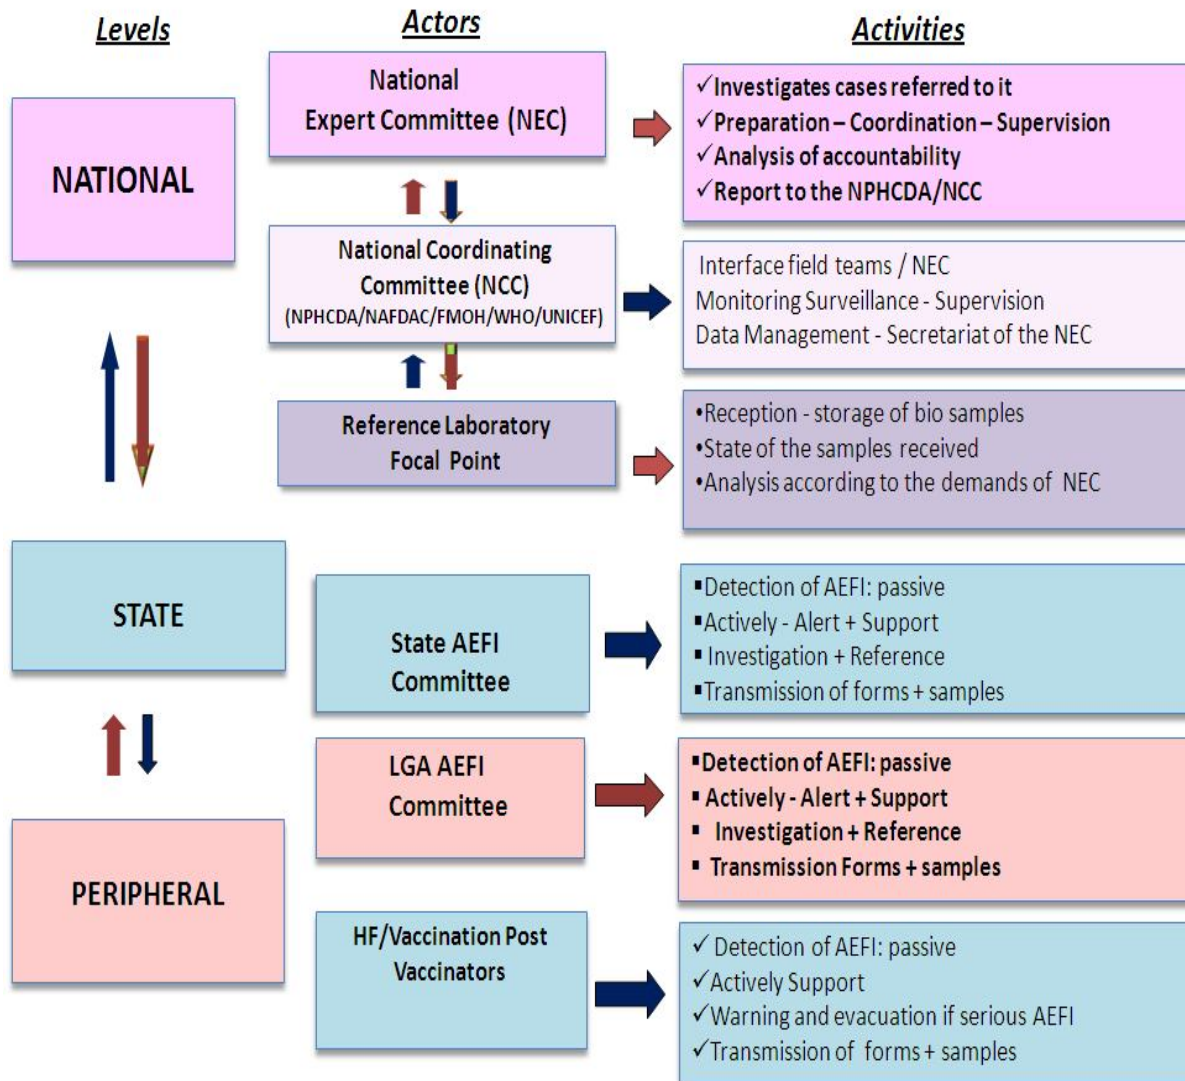 Levels
Actors
Activities
NATIONAL
National
Expert Committee (NEC)
✓Investigates cases referred to it
✓Preparation – Coordination – Supervision
✓Analysis of accountability
✓Report to the NPHCDA/NCC
National Coordinating
Committee (NCC)
(NPHCDA/NAFDAC/FMOH/WHO/UNICEF)
Interface field teams / NEC
Monitoring Surveillance - Supervision
Data Management - Secretariat of the NEC
Reference Laboratory
Focal Point
•Reception - storage of bio samples
•State of the samples received
•Analysis according to the demands of NEC
STATE
State AEFI
Committee
▪Detection of AEFI: passive
▪Actively - Alert + Support
▪Investigation + Reference
▪Transmission of forms + samples
PERIPHERAL
LGA AEFI
Committee
▪Detection of AEFI: passive
▪Actively - Alert + Support
▪Investigation + Reference
▪Transmission Forms + samples
HF/Vaccination Post
Vaccinators
✓Detection of AEFI: passive
✓Actively Support
✓Warning and evacuation if serious AEFI
✓Transmission of forms + samples